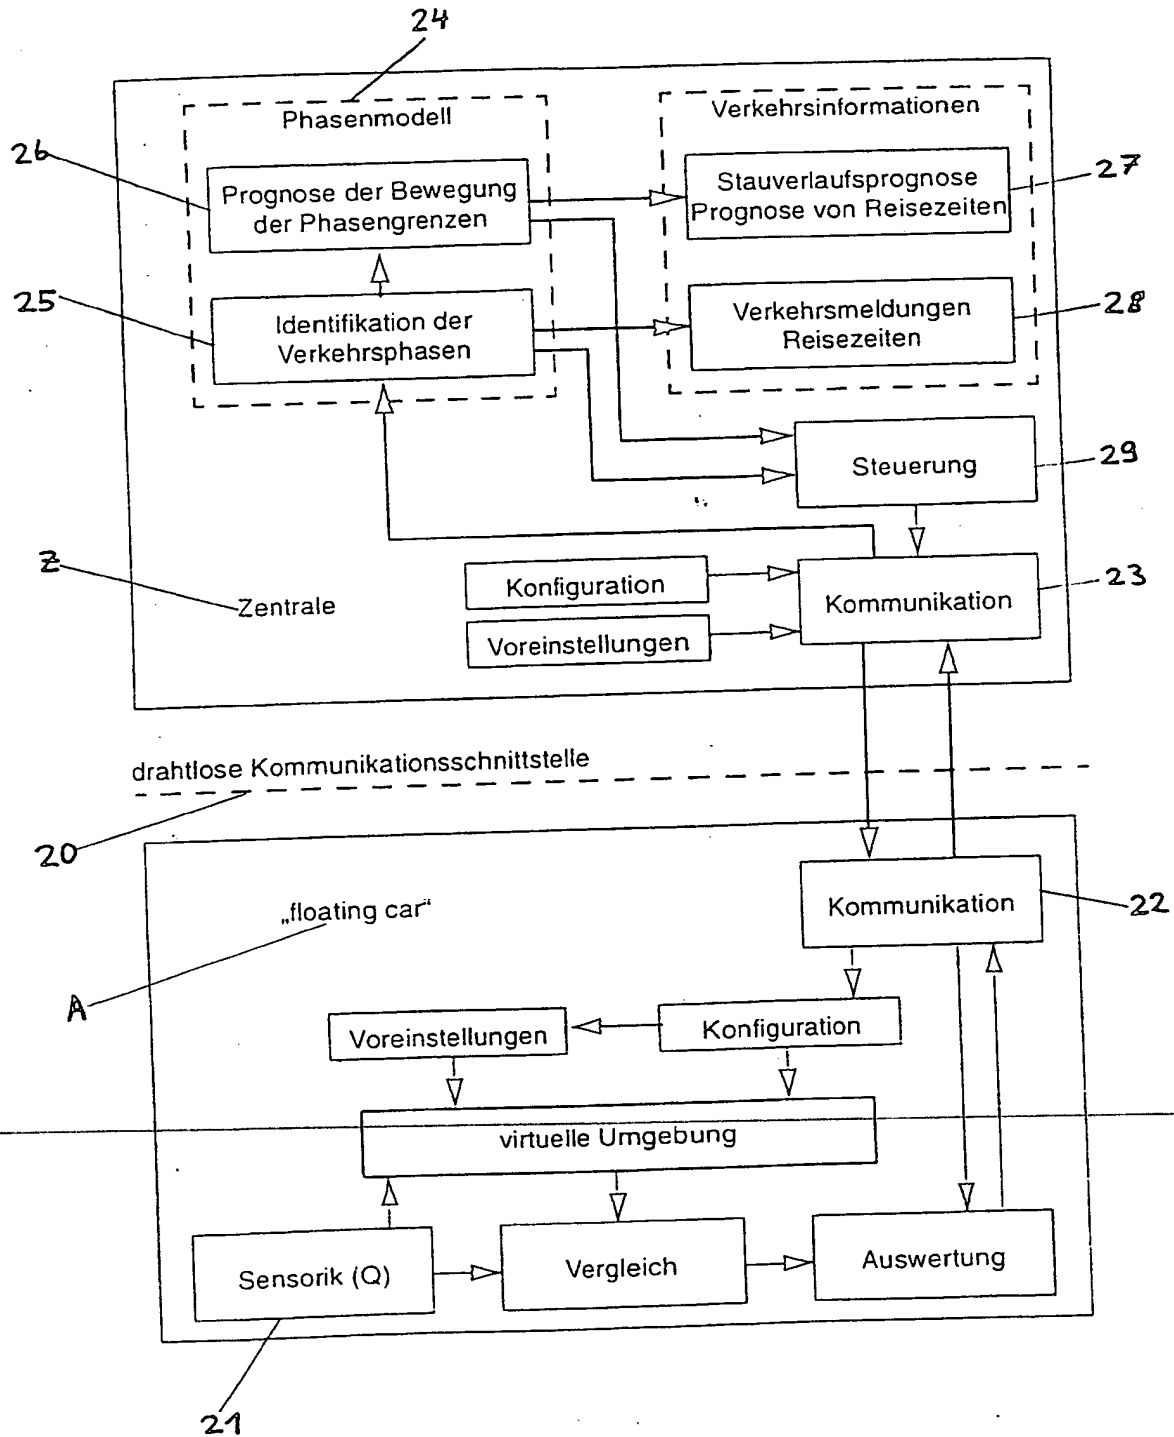 24
Phasenmodell
Verkehrsinformationen
26
Prognose der Bewegung
der Phasengrenzen
Stauverlaufsprognose
Prognose von Reisezeiten
27
25
Identifikation der
Verkehrsphasen
Verkehrsmeldungen
Reisezeiten
28
Steuerung
29
Z
Zentrale
Konfiguration
Voreinstellungen
Kommunikation
23
drahtlose Kommunikationsschnittstelle
20
„floating car“
A
Kommunikation
22
Voreinstellungen
Konfiguration
virtuelle Umgebung
Sensorik (Q)
Vergleich
Auswertung
21